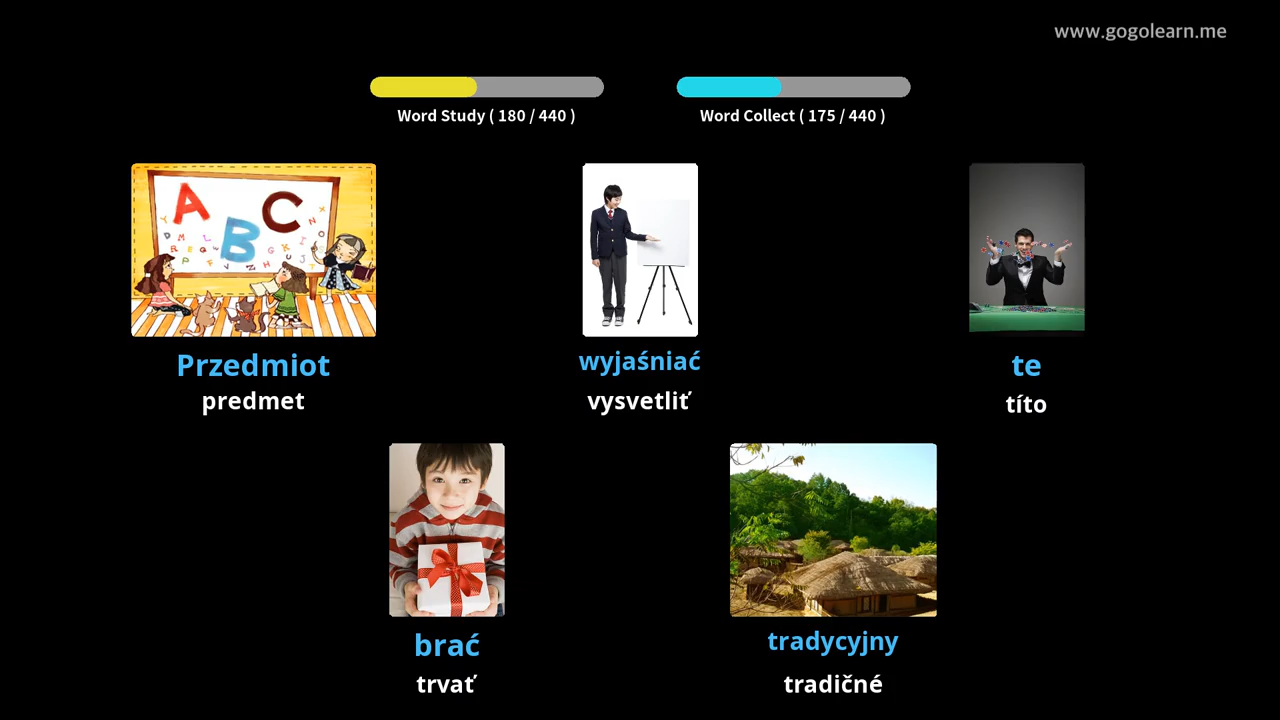 www.gogolearn.me
Word Study ( 180 / 440 )
Word Collect ( 175 / 440 )
A B C
Przedmiot
predmet
wyjaśniać
vysvetliť
te
títo
brać
trvať
tradycyjny
tradičné